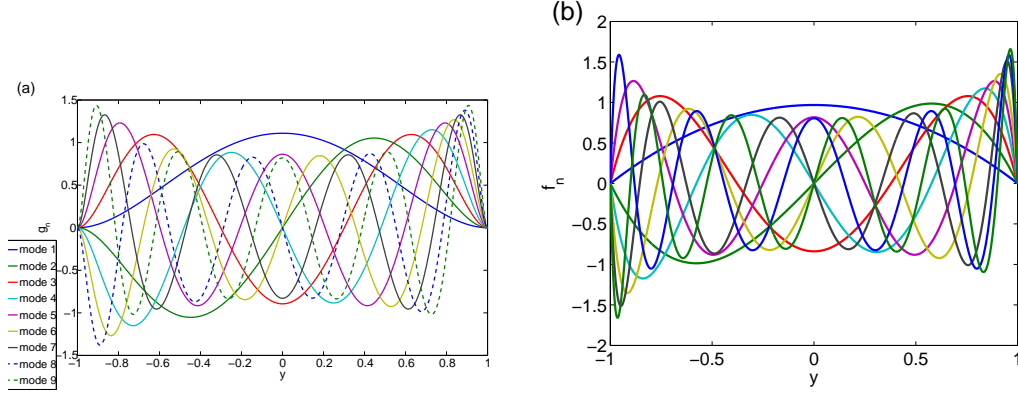 (a)
1.5
1
0.5
0
−0.5
−1
−1.5
g_n
mode 1
mode 2
mode 3
mode 4
mode 5
mode 6
mode 7
mode 8
mode 9
−1 −0.8 −0.6 −0.4 −0.2 0 0.2 0.4 0.6 0.8 1
y
(b)
2
1.5
1
0.5
0
−0.5
−1
−1.5
−2
f_n
−1 −0.5 0 0.5 1
y